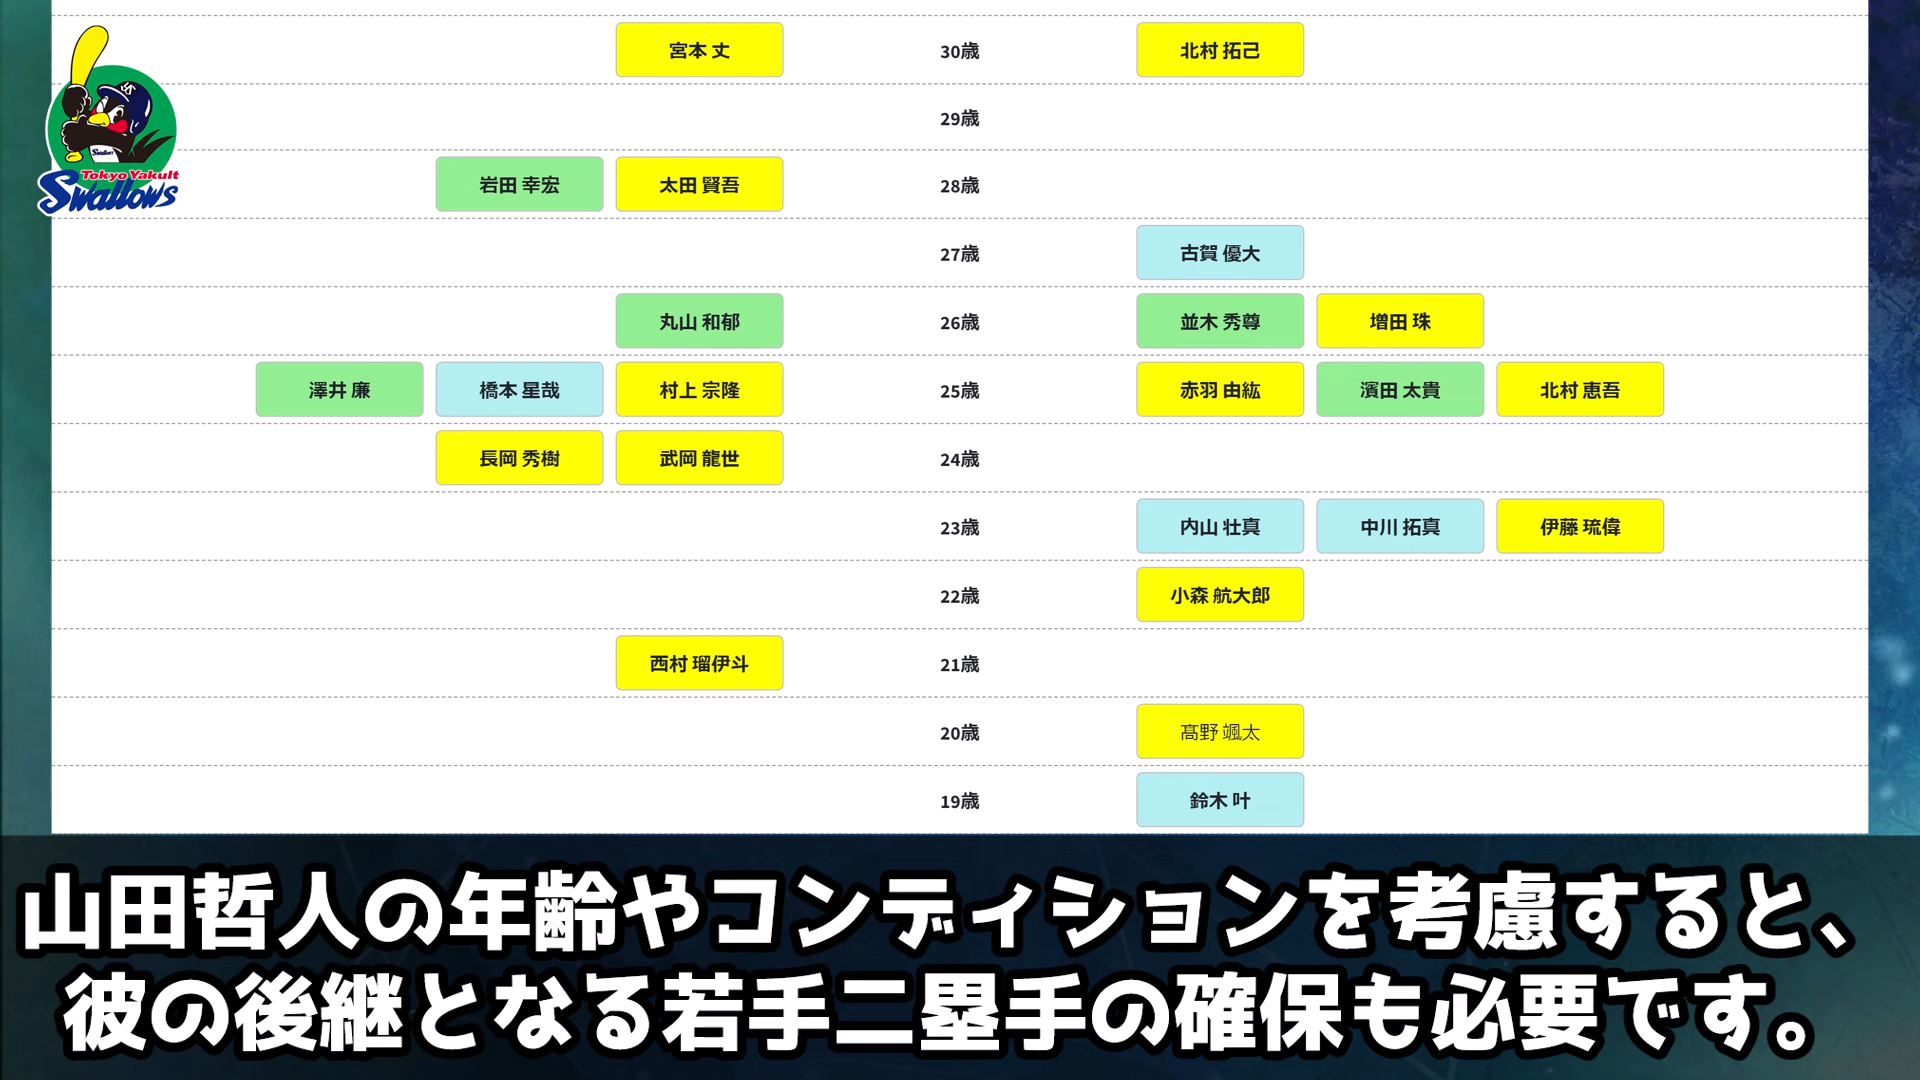 宮本 丈 30歳 北村 拓己
29歳
岩田 幸宏 太田 賢吾 28歳
Tokyo Yakult
Swallows
27歳 古賀 優大
丸山 和郁 26歳 並木 秀尊 増田 珠
澤井 廉 橋本 星哉 村上 宗隆 25歳 赤羽 由紘 濱田 太貴 北村 恵吾
長岡 秀樹 武岡 龍世 24歳
23歳 内山 壮真 中川 拓真 伊藤 琉偉
22歳 小森 航大郎
西村 瑠伊斗 21歳
20歳 髙野 颯太
19歳 鈴木 叶
山田哲人の年齢やコンディションを考慮すると、
彼の後継となる若手二塁手の確保も必要です。